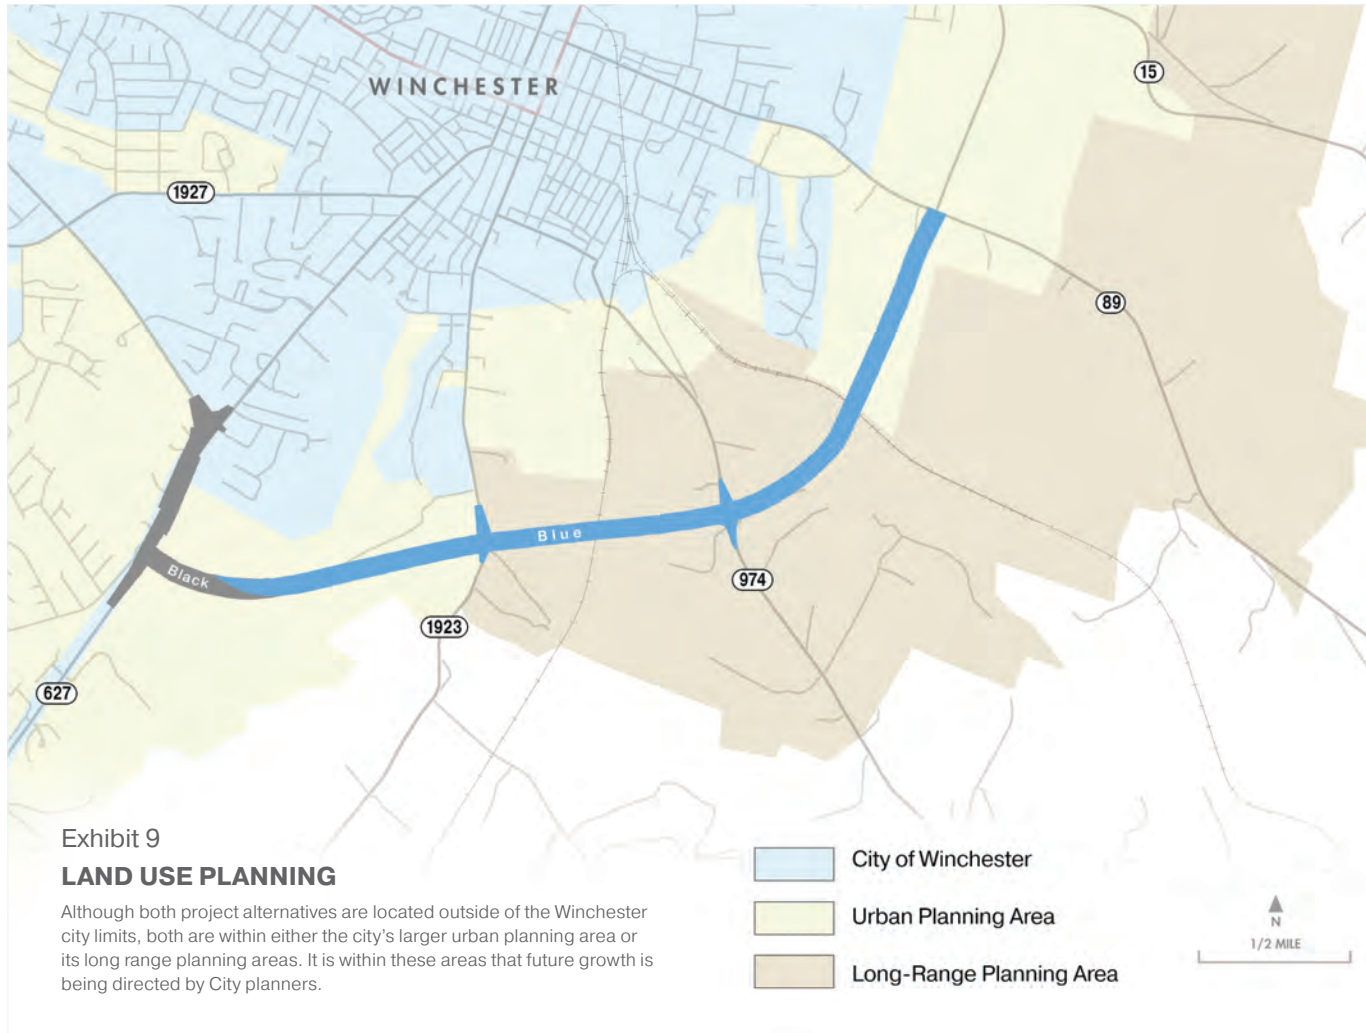 WINCHESTER
15
1927
89
Blue
Black
974
1923
627
Exhibit 9
LAND USE PLANNING
Although both project alternatives are located outside of the Winchester
city limits, both are within either the city's larger urban planning area or
its long range planning areas. It is within these areas that future growth is
being directed by City planners.
City of Winchester
Urban Planning Area
Long-Range Planning Area
N
1/2 MILE